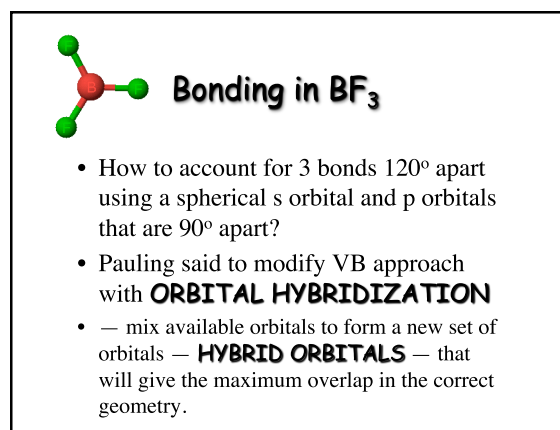 B
Bonding in BF₃
• How to account for 3 bonds 120º apart
using a spherical s orbital and p orbitals
that are 90º apart?
• Pauling said to modify VB approach
with ORBITAL HYBRIDIZATION
• — mix available orbitals to form a new set of
orbitals — HYBRID ORBITALS — that
will give the maximum overlap in the correct
geometry.